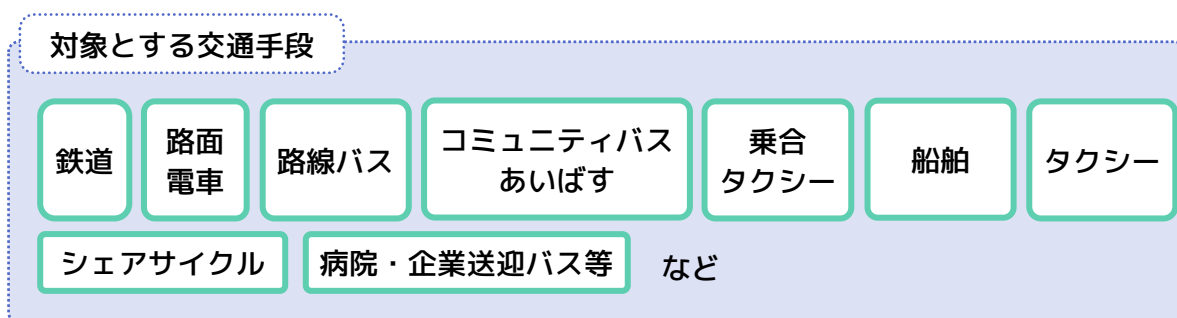 対象とする交通手段
鉄道
路面
電車
路線バス
コミュニティバス
あいばす
乗合
タクシー
船舶
タクシー
シェアサイクル
病院・企業送迎バス等
など